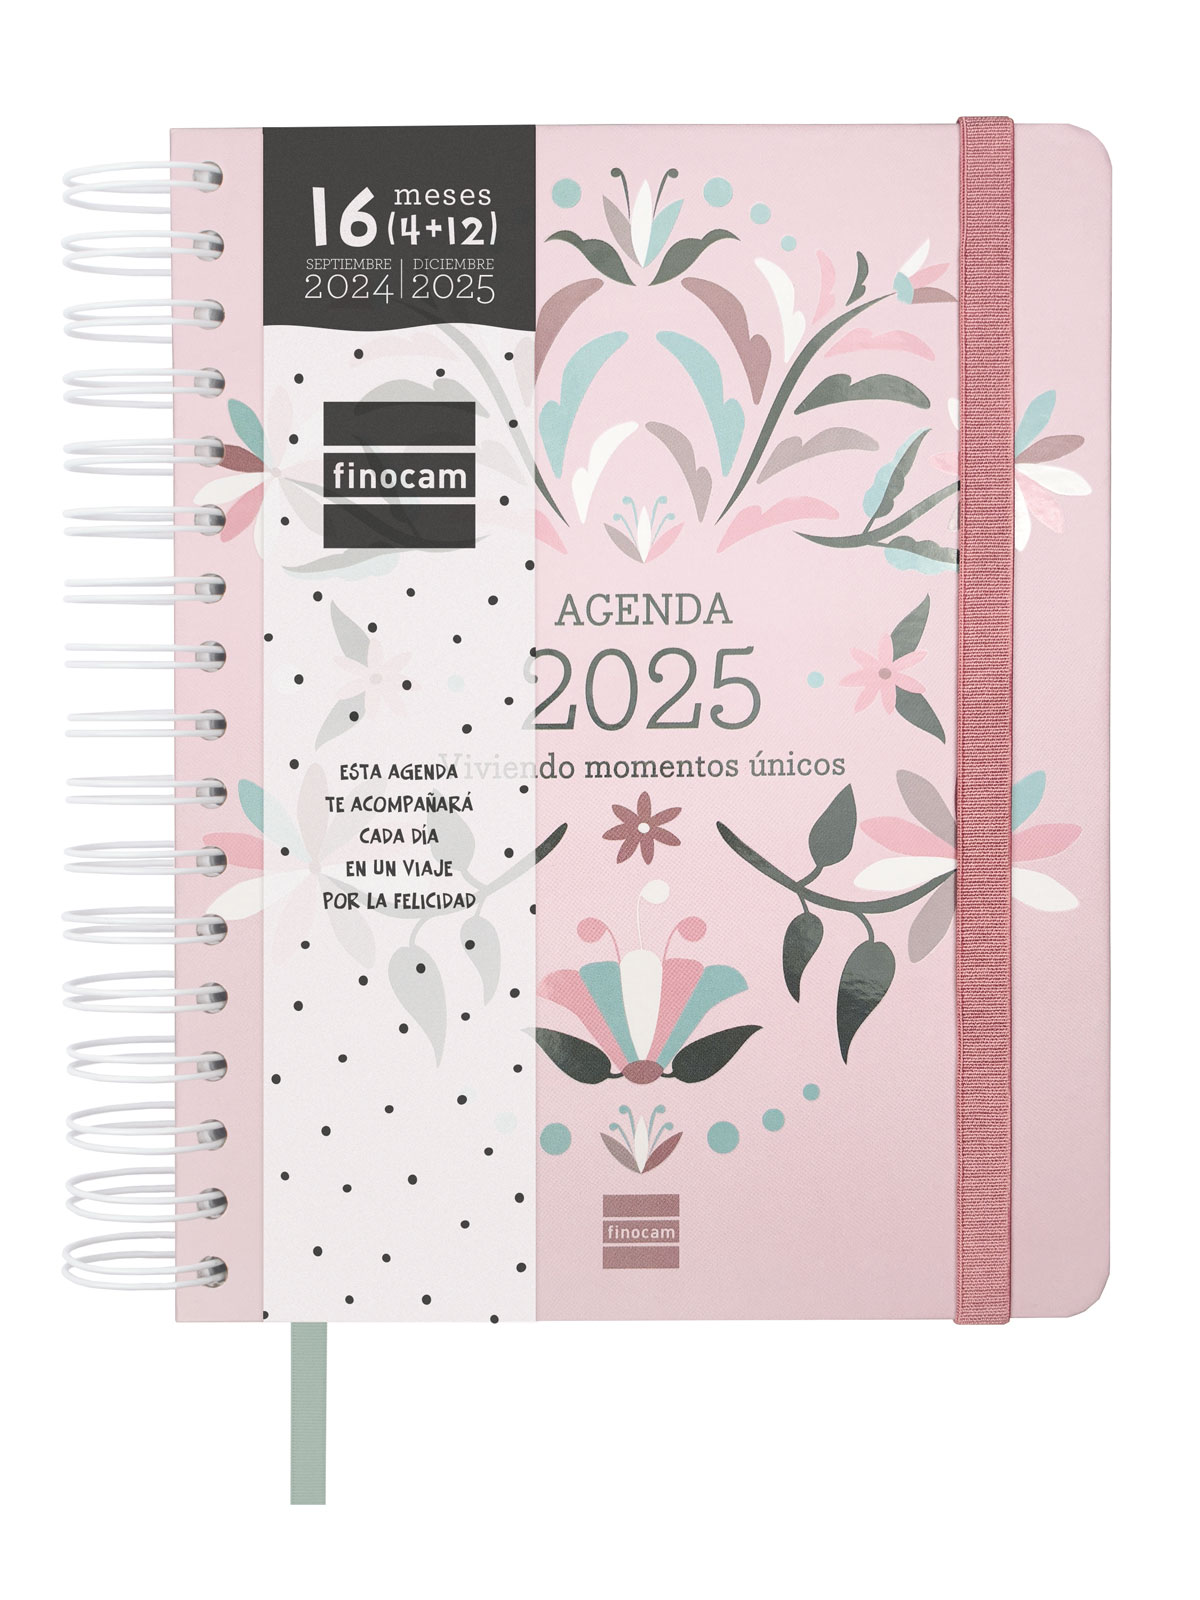 16 meses
(4+12)
SEPTIEMBRE
2024
DICIEMBRE
2025
finocam
AGENDA
2025
Viviendo momentos únicos
ESTA AGENDA
TE ACOMPAÑARÁ
CADA DÍA
EN UN VIAJE
POR LA FELICIDAD
finocam